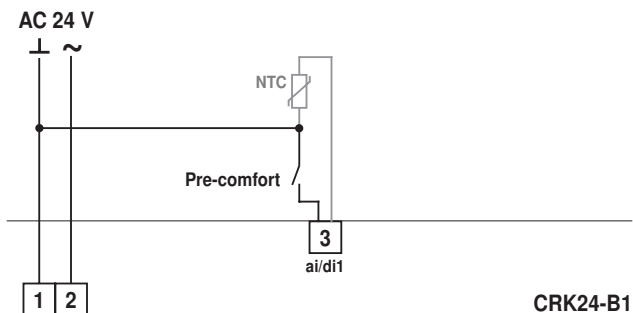 AC 24 V
⊥ ~
NTC
Pre-comfort
3
ai/di1
1 2
CRK24-B1